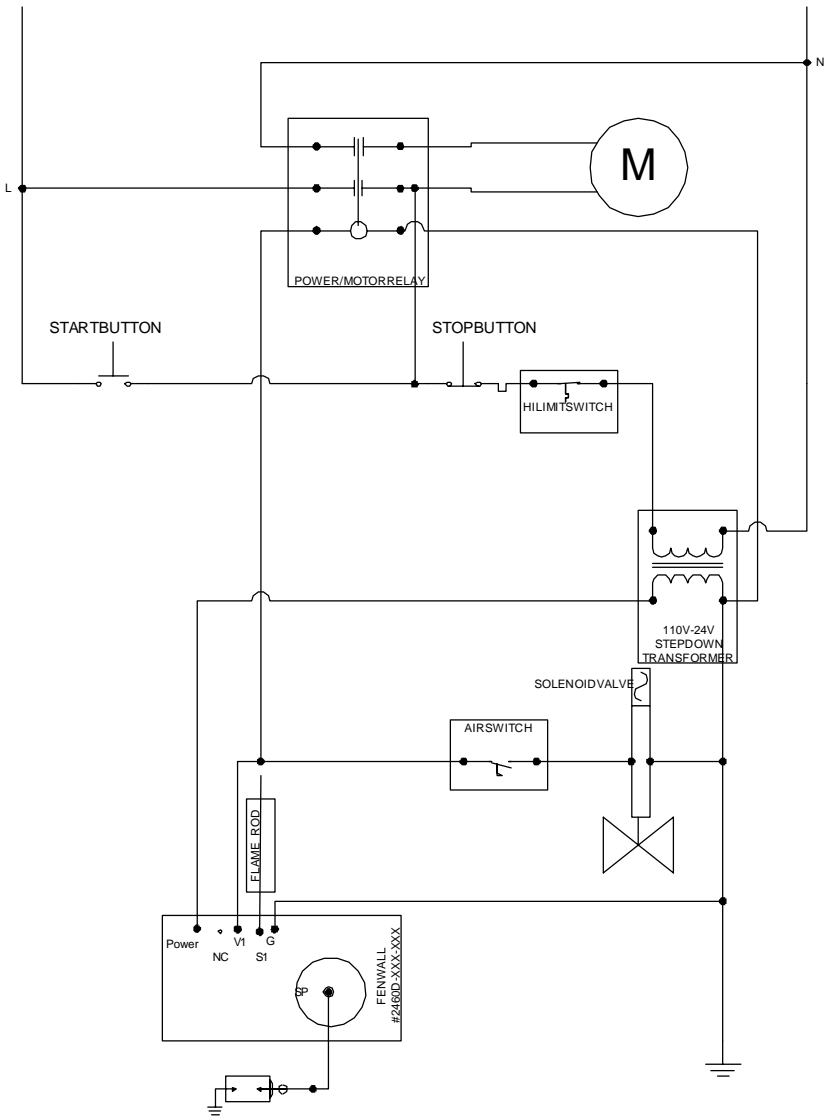 N
M
L
POWER/MOTORRELAY
STARTBUTTON
STOPBUTTON
HILIMITSWITCH
110V-24V
STEPDOWN
TRANSFORMER
SOLENOIDVALVE
AIRSWITCH
FLAME ROD
Power
NC
V1
S1
G
SP
FENWALL
#2460D-XXX-XXX